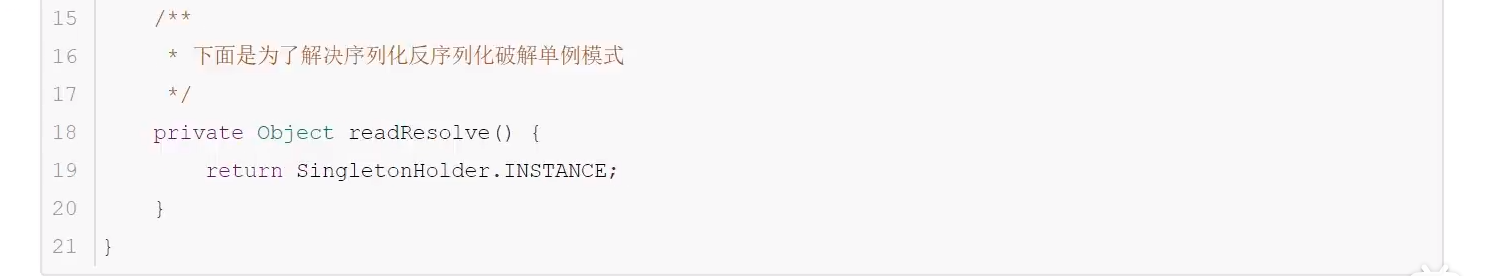 15 /**
16 * 下面是为了解决序列化反序列化破解单例模式
17 */
18 private Object readResolve() {
19 return SingletonHolder.INSTANCE;
20 }
21 }